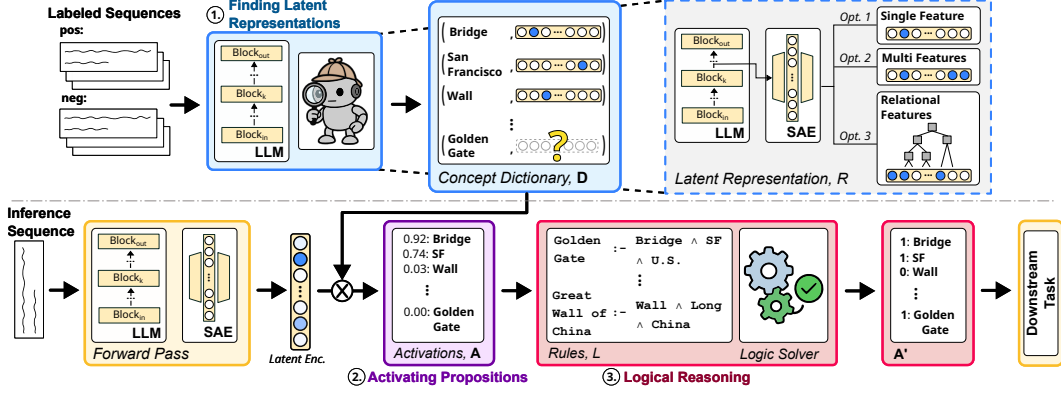 Labeled Sequences
pos:
neg:
1. Finding Latent
Representations
Block_out
Block_k
Block_in
LLM
( Bridge , ··· )
( San
Francisco , ··· )
( Wall , ··· )
⋮
( Golden
Gate , ? )
Concept Dictionary, D
Block_out
Block_k
Block_in
LLM
SAE
Opt. 1
Opt. 2
Opt. 3
Single Feature
Multi Features
Relational
Features
Latent Representation, R
Inference
Sequence
Block_out
Block_k
Block_in
LLM
SAE
Forward Pass
Latent Enc.
0.92: Bridge
0.74: SF
0.03: Wall
⋮
0.00: Golden
Gate
Activations, A
2. Activating Propositions
Golden
Gate :- Bridge ∧ SF
∧ U.S.
⋮
Great
Wall of :- Wall ∧ Long
China ∧ China
Rules, L
Logic Solver
3. Logical Reasoning
1: Bridge
1: SF
0: Wall
⋮
1: Golden
Gate
A'
Downstream
Task